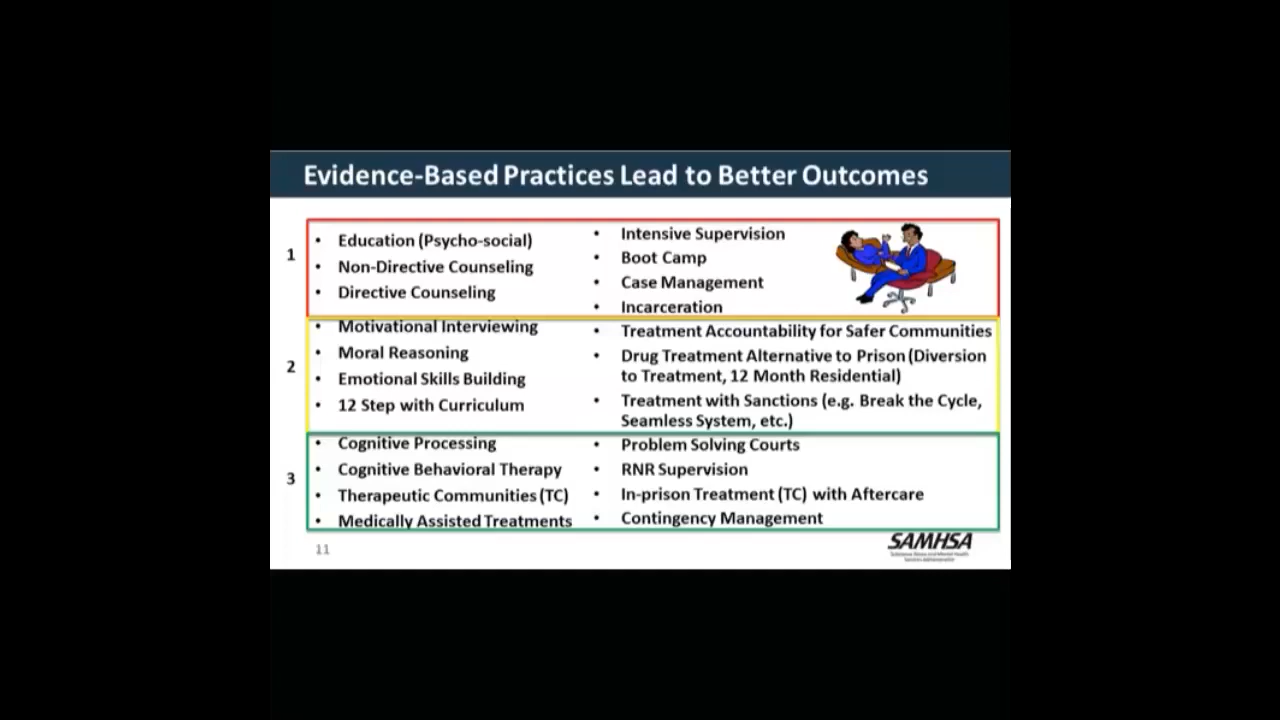 Evidence-Based Practices Lead to Better Outcomes
1
• Education (Psycho-social)
• Non-Directive Counseling
• Directive Counseling
• Intensive Supervision
• Boot Camp
• Case Management
• Incarceration
2
• Motivational Interviewing
• Moral Reasoning
• Emotional Skills Building
• 12 Step with Curriculum
• Treatment Accountability for Safer Communities
• Drug Treatment Alternative to Prison (Diversion
to Treatment, 12 Month Residential)
• Treatment with Sanctions (e.g. Break the Cycle,
Seamless System, etc.)
3
• Cognitive Processing
• Cognitive Behavioral Therapy
• Therapeutic Communities (TC)
• Medically Assisted Treatments
• Problem Solving Courts
• RNR Supervision
• In-prison Treatment (TC) with Aftercare
• Contingency Management
11
SAMHSA